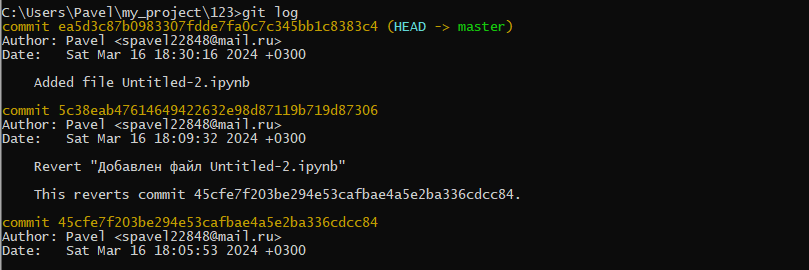 C:\Users\Pavel\my_project\123>git log
commit ea5d3c87b0983307fdde7fa0c7c345bb1c8383c4 (HEAD -> master)
Author: Pavel <spavel22848@mail.ru>
Date:   Sat Mar 16 18:30:16 2024 +0300
    Added file Untitled-2.ipynb
commit 5c38eab47614649422632e98d87119b719d87306
Author: Pavel <spavel22848@mail.ru>
Date:   Sat Mar 16 18:09:32 2024 +0300
    Revert "Добавлен файл Untitled-2.ipynb"
    This reverts commit 45cfe7f203be294e53cafbae4a5e2ba336cdcc84.
commit 45cfe7f203be294e53cafbae4a5e2ba336cdcc84
Author: Pavel <spavel22848@mail.ru>
Date:   Sat Mar 16 18:05:53 2024 +0300